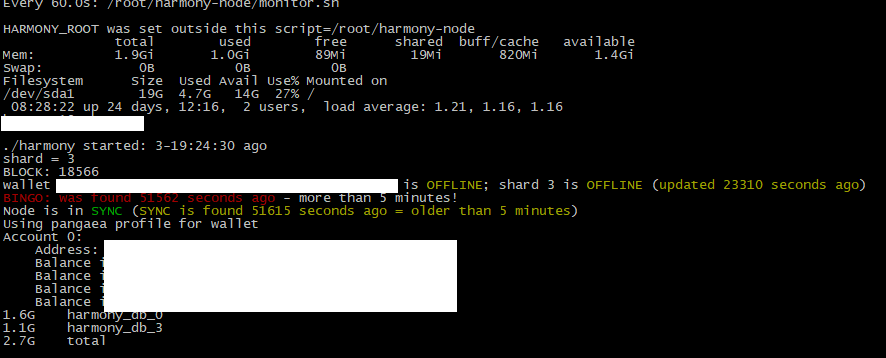 Every 60.0s: /root/harmony-node/monitor.sh
HARMONY_ROOT was set outside this script=/root/harmony-node
total used free shared buff/cache available
Mem: 1.9Gi 1.0Gi 89Mi 19Mi 820Mi 1.4Gi
Swap: 0B 0B 0B
Filesystem Size Used Avail Use% Mounted on
/dev/sda1 19G 4.7G 14G 27% /
08:28:22 up 24 days, 12:16, 2 users, load average: 1.21, 1.16, 1.16
./harmony started: 3-19:24:30 ago
shard = 3
BLOCK: 18566
wallet is OFFLINE; shard 3 is OFFLINE (updated 23310 seconds ago)
BINGO: was found 51562 seconds ago - more than 5 minutes!
Node is in SYNC (SYNC is found 51615 seconds ago = older than 5 minutes)
Using pangaea profile for wallet
Account 0:
Address:
Balance
Balance
Balance
Balance
1.6G harmony_db_0
1.1G harmony_db_3
2.7G total